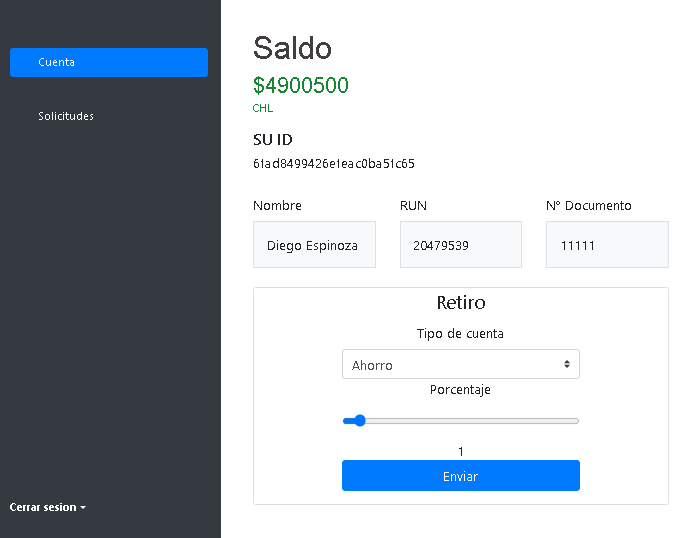 Cuenta
Solicitudes
Cerrar sesion
Saldo
$4900500
CHL
SU ID
61ad8499426e1eac0ba51c65
Nombre
RUN
N° Documento
Diego Espinoza
20479539
11111
Retiro
Tipo de cuenta
Ahorro
Porcentaje
1
Enviar